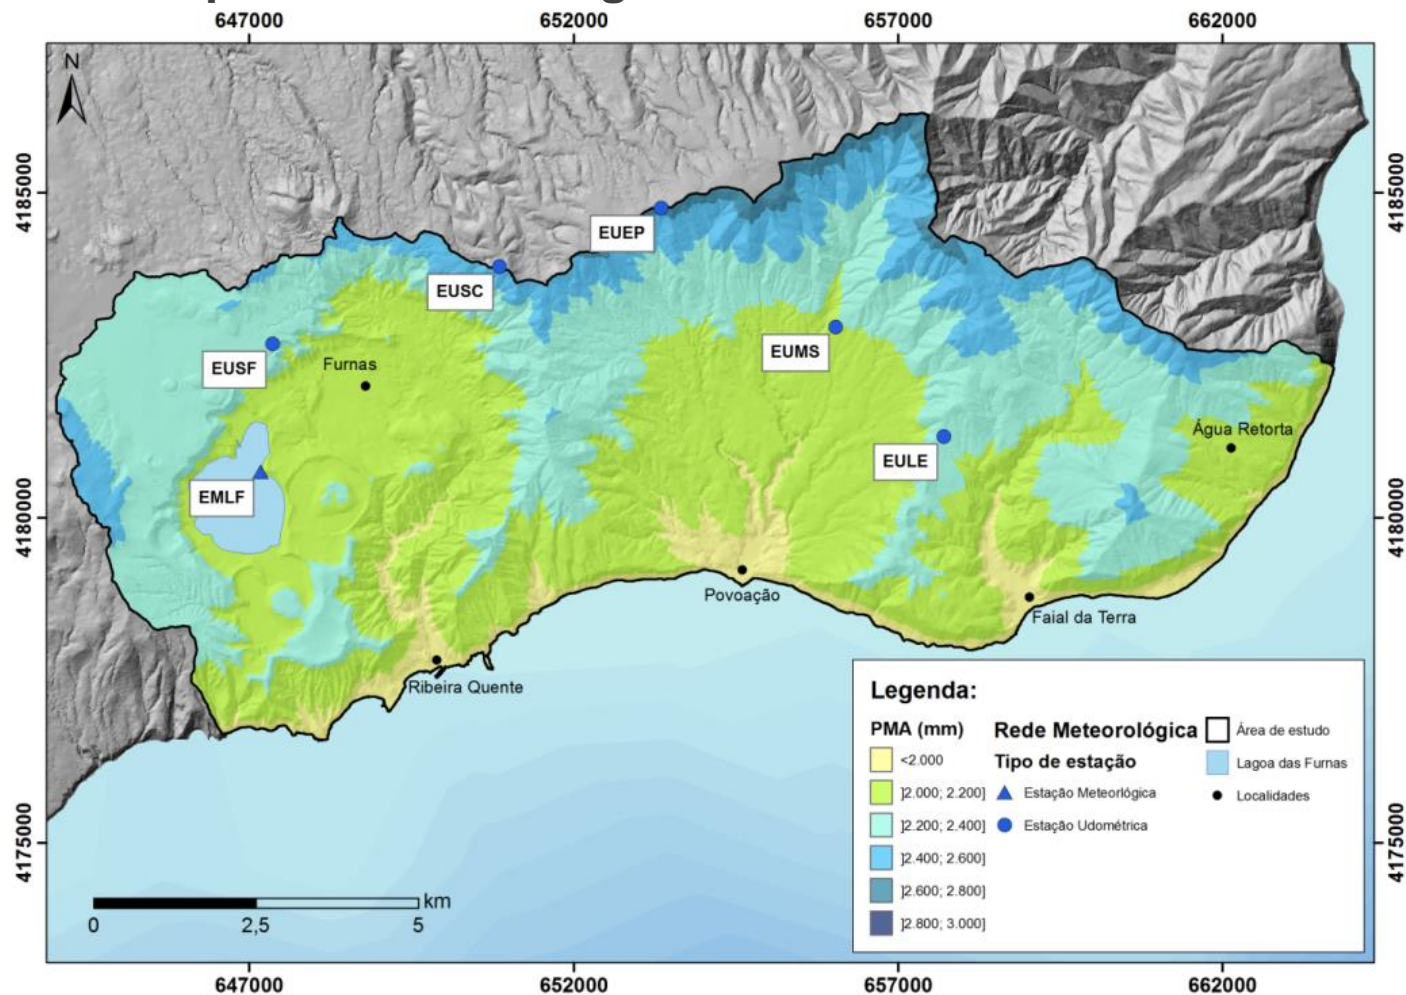 647000 652000 657000 662000
N
4185000 4185000
EUEP
EUSC
EUMS
EUSF
Furnas
Água Retorta
EULE
EMLF
4180000 4180000
Povoação
Faial da Terra
Ribeira Quente
Legenda:
PMA (mm)
<2.000
]2.000; 2.200]
]2.200; 2.400]
]2.400; 2.600]
]2.600; 2.800]
]2.800; 3.000]
Rede Meteorológica
Tipo de estação
Estação Meteorlógica
Estação Udométrica
Área de estudo
Lagoa das Furnas
Localidades
4175000 4175000
km
0 2,5 5
647000 652000 657000 662000